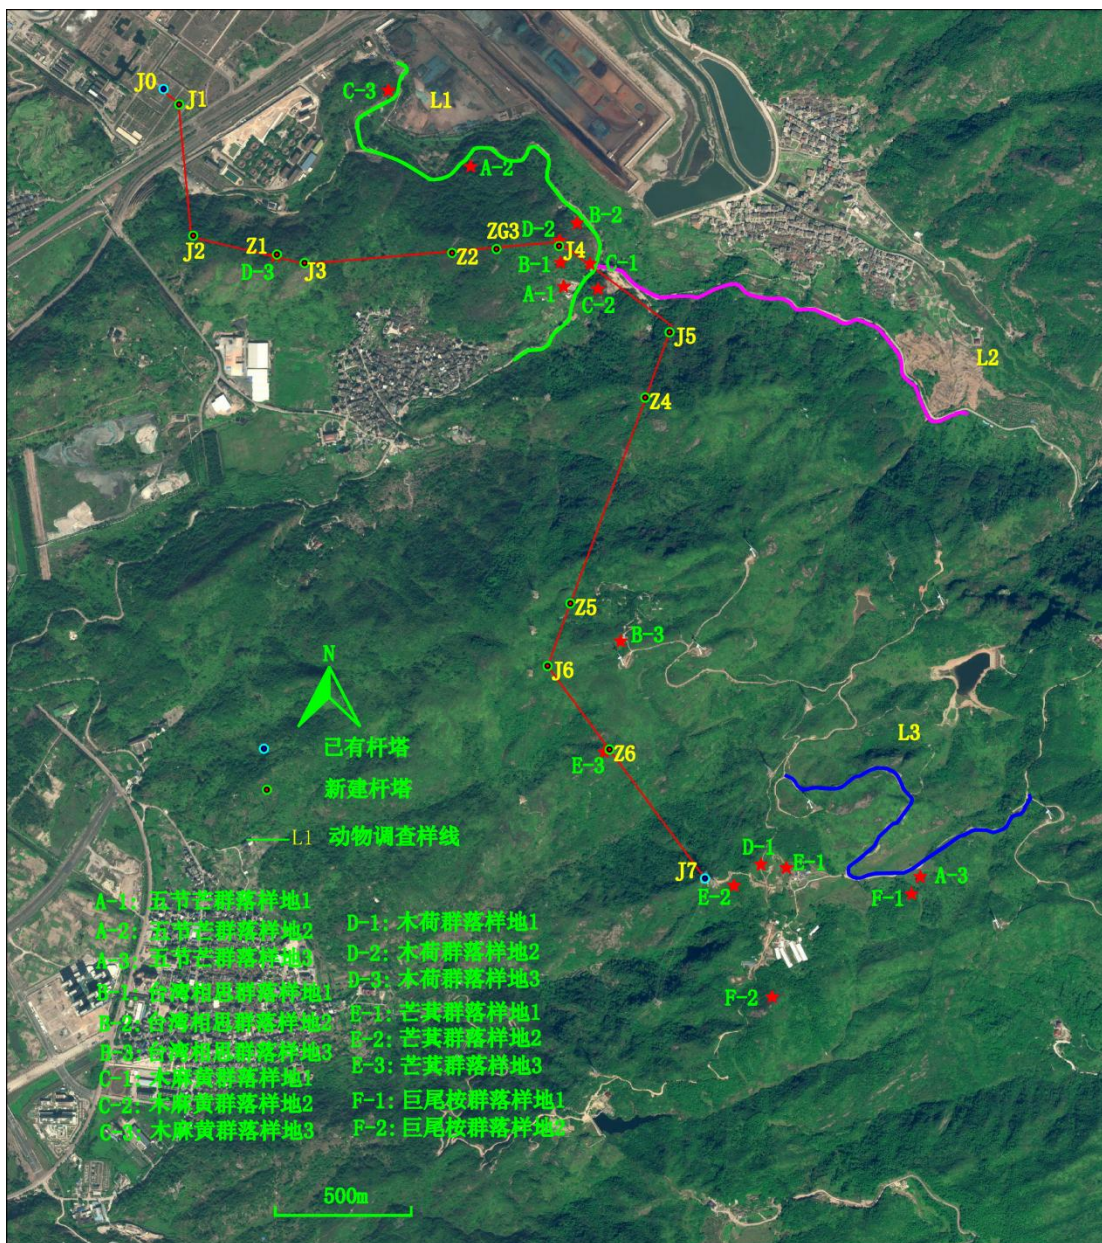 J0
J1
C-3
L1
A-2
B-2
D-2
ZG3
J4
J2
Z1
D-3
J3
Z2
B-1
C-1
A-1
C-2
J5
L2
Z4
Z5
B-3
J6
N
L3
已有杆塔
Z6
E-3
新建杆塔
L1 动物调查样线
D-1
E-1
J7
E-2
A-3
F-1
F-2
A-1: 五节芒群落样地1
A-2: 五节芒群落样地2
A-3: 五节芒群落样地3
B-1: 台湾相思群落样地1
B-2: 台湾相思群落样地2
B-3: 台湾相思群落样地3
C-1: 木麻黄群落样地1
C-2: 木麻黄群落样地2
C-3: 木麻黄群落样地3
D-1: 木荷群落样地1
D-2: 木荷群落样地2
D-3: 木荷群落样地3
E-1: 芒萁群落样地1
E-2: 芒萁群落样地2
E-3: 芒萁群落样地3
F-1: 巨尾桉群落样地1
F-2: 巨尾桉群落样地2
500m